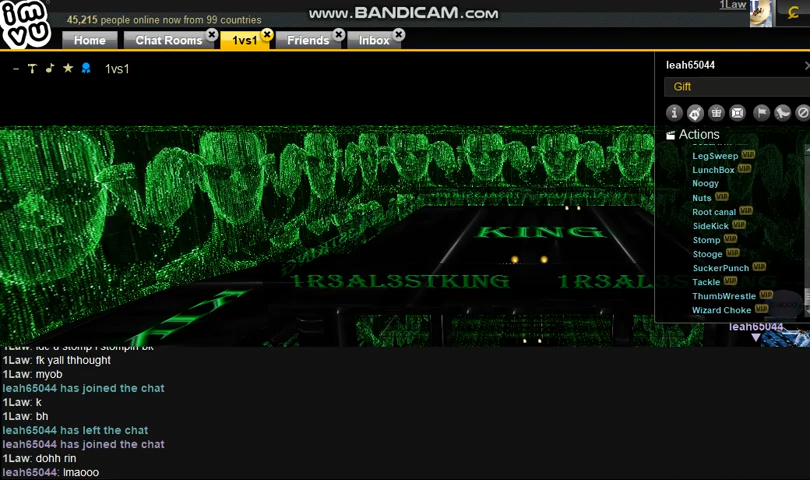 imvu
45,215 people online now from 99 countries
www.BANDICAM.com
1Law
Home
Chat Rooms
1vs1
Friends
Inbox
1vs1
leah65044
Gift
Actions
LegSweep VIP
LunchBox VIP
Noogy
Nuts VIP
Root canal VIP
SideKick VIP
Stomp VIP
Stooge VIP
SuckerPunch VIP
Tackle VIP
ThumbWrestle VIP
Wizard Choke VIP
KING
1R3AL3STKING
leah65044
1Law: fk yall thhought
1Law: myob
leah65044 has joined the chat
1Law: k
1Law: bh
leah65044 has left the chat
leah65044 has joined the chat
1Law: dohh rin
leah65044: lmaooo